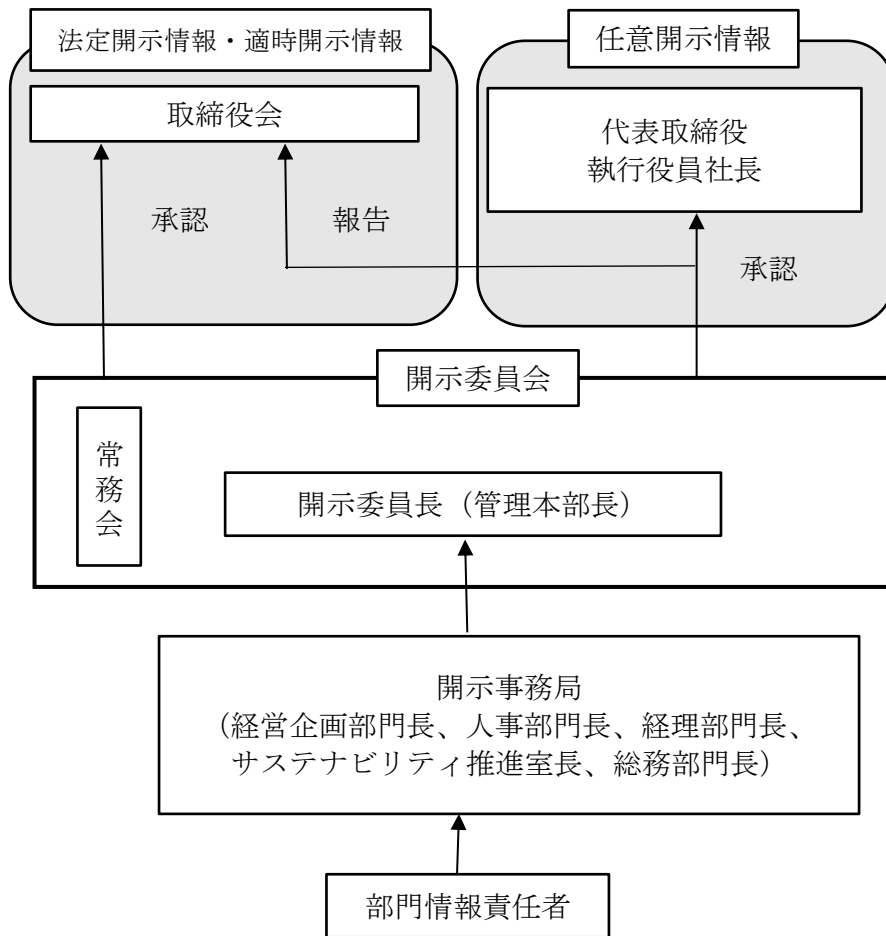 法定開示情報・適時開示情報
任意開示情報
取締役会
代表取締役
執行役員社長
承認
報告
承認
開示委員会
常務会
開示委員長（管理本部長）
開示事務局
（経営企画部門長、人事部門長、経理部門長、
サステナビリティ推進室長、総務部門長）
部門情報責任者